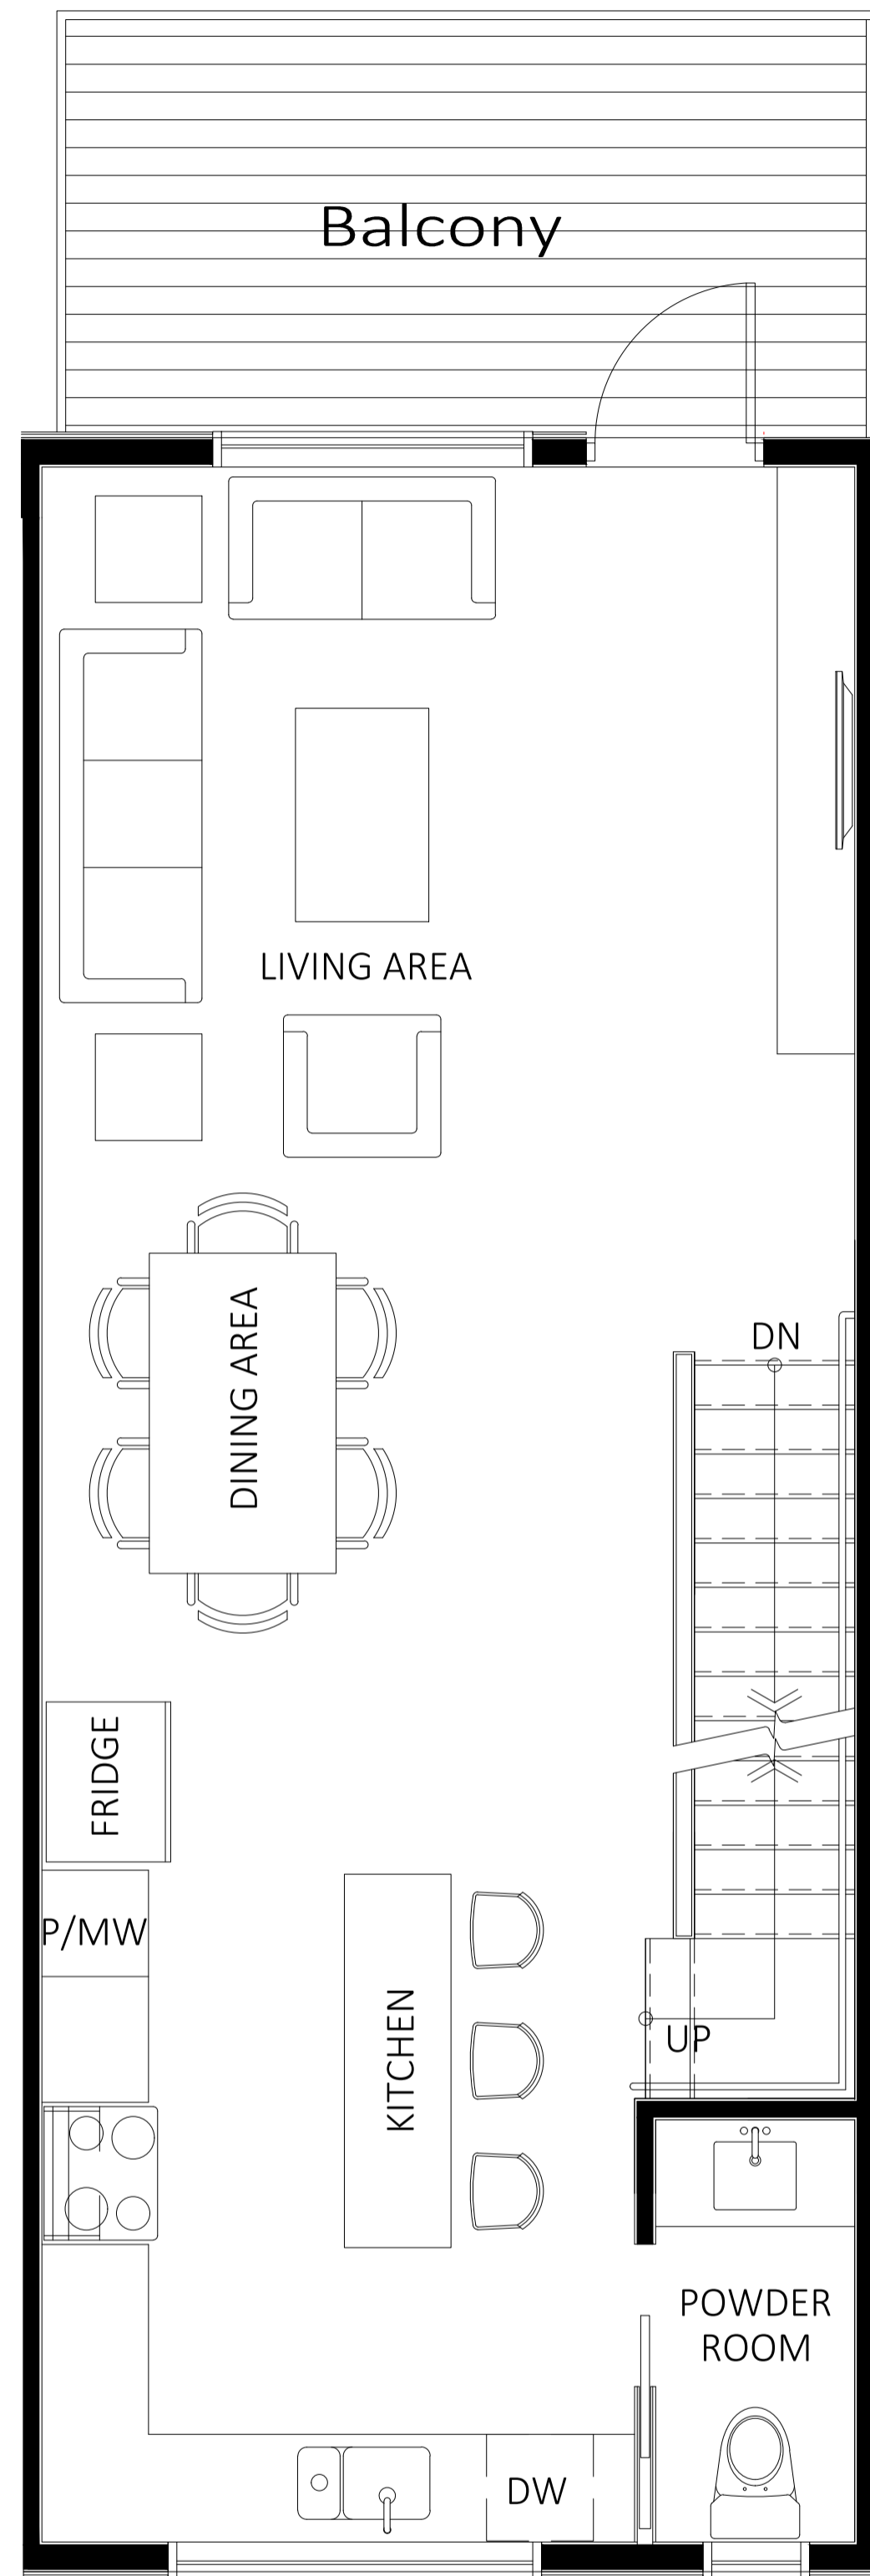 Balcony
LIVING AREA
DINING AREA
DN
FRIDGE
P/MW
KITCHEN
UP
POWDER
ROOM
DW